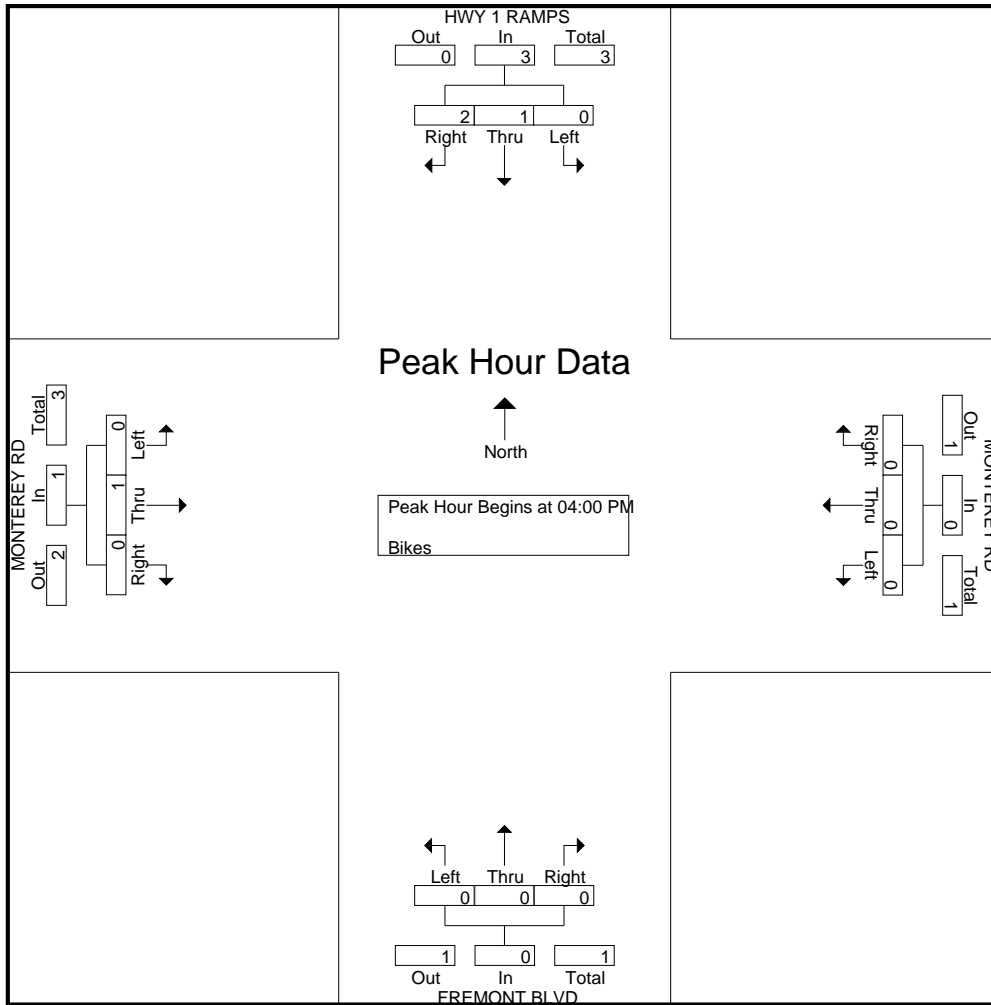 HWY 1 RAMPS
Out In Total
0 3 3
2 1 0
Right Thru Left
Peak Hour Data
North
Peak Hour Begins at 04:00 PM
Bikes
MONTEREY RD
Out In Total
2 1 3
0 1 0
Right Thru Left
MONTEREY RD
Out In Total
1 0 1
0 0 0
Right Thru Left
Left Thru Right
0 0 0
1 0 1
Out In Total
FREMONT BLVD